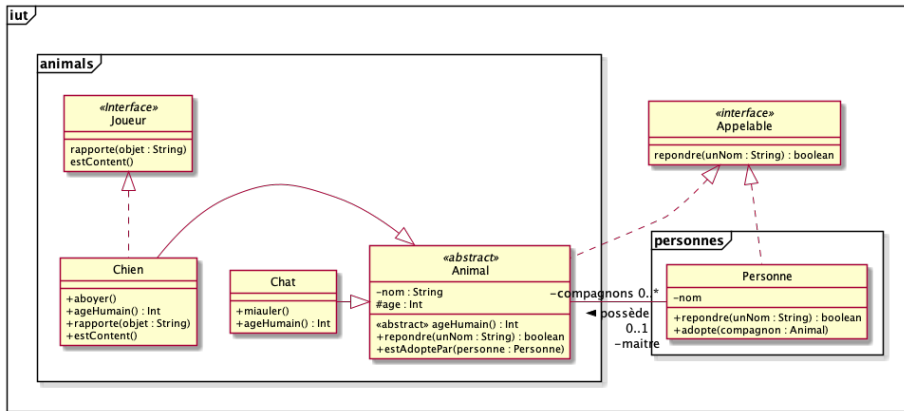 iut
animals
«Interface»
Joueur
rapporte(objet : String)
estContent()
«interface»
Appelable
repondre(unNom : String) : boolean
Chien
+aboyer()
+ageHumain() : Int
+rapporte(objet : String)
+estContent()
Chat
+miauler()
+ageHumain() : Int
«abstract»
Animal
-nom : String
#age : Int
«abstract» ageHumain() : Int
+repondre(unNom : String) : boolean
+estAdoptePar(personne : Personne)
-compagnons 0..*
◄ possède
0..1
-maitre
personnes
Personne
-nom
+repondre(unNom : String) : boolean
+adopte(compagnon : Animal)